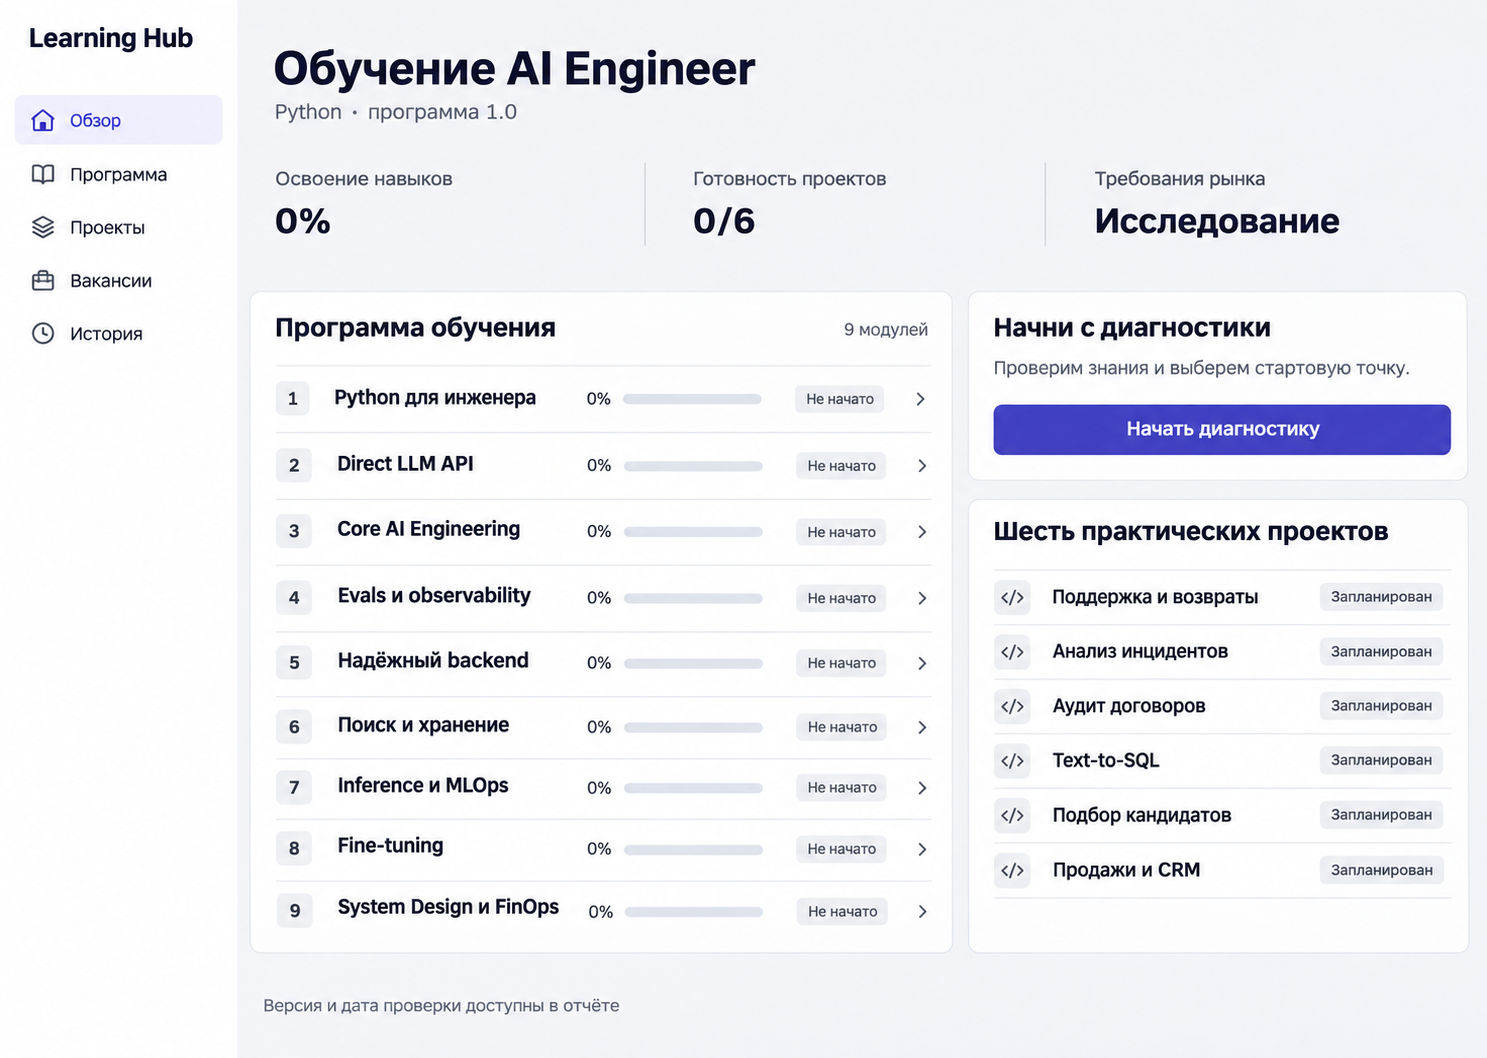 Learning Hub
Обзор
Программа
Проекты
Вакансии
История
Обучение AI Engineer
Python • программа 1.0
Освоение навыков
0%
Готовность проектов
0/6
Требования рынка
Исследование
Программа обучения
9 модулей
1 Python для инженера 0% Не начато
2 Direct LLM API 0% Не начато
3 Core AI Engineering 0% Не начато
4 Evals и observability 0% Не начато
5 Надёжный backend 0% Не начато
6 Поиск и хранение 0% Не начато
7 Inference и MLOps 0% Не начато
8 Fine-tuning 0% Не начато
9 System Design и FinOps 0% Не начато
Начни с диагностики
Проверим знания и выберем стартовую точку.
Начать диагностику
Шесть практических проектов
</> Поддержка и возвраты Запланирован
</> Анализ инцидентов Запланирован
</> Аудит договоров Запланирован
</> Text-to-SQL Запланирован
</> Подбор кандидатов Запланирован
</> Продажи и CRM Запланирован
Версия и дата проверки доступны в отчёте